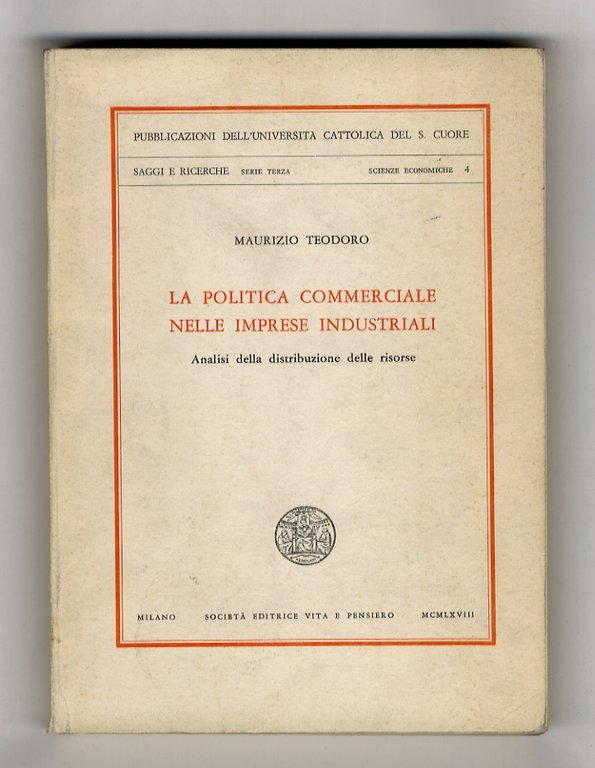 PUBBLICAZIONI DELL'UNIVERSITÀ CATTOLICA DEL S. CUORE
SAGGI E RICERCHE SERIE TERZA SCIENZE ECONOMICHE 4
MAURIZIO TEODORO
LA POLITICA COMMERCIALE
NELLE IMPRESE INDUSTRIALI
Analisi della distribuzione delle risorse
MILANO SOCIETÀ EDITRICE VITA E PENSIERO MCMLXVIII